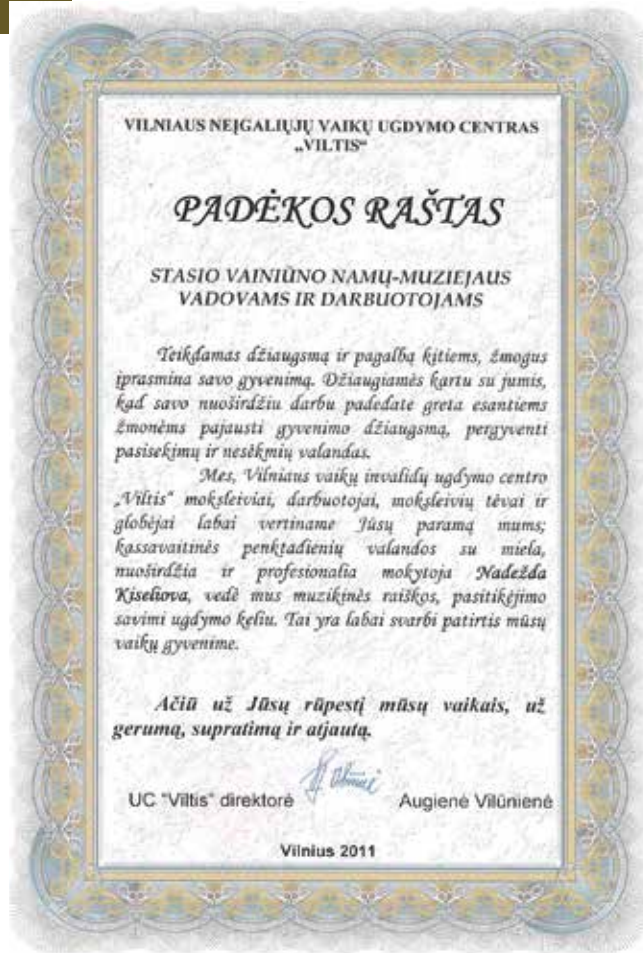 VILNIAUS NEĮGALIŲJŲ VAIKŲ UGDYMO CENTRAS
„VILTIS“
PADĖKOS RAŠTAS
STASIO VAINIŪNO NAMŲ-MUZIEJAUS
VADOVAMS IR DARBUOTOJAMS
Teikdamas džiaugsmą ir pagalbą kitiems, žmogus
įprasmina savo gyvenimą. Džiaugiamės kartu su jumis,
kad savo nuoširdžiu darbu padedate greta esantiems
žmonėms pajausti gyvenimo džiaugsmą, pergyventi
pasisekimų ir nesėkmių valandas.
Mes, Vilniaus vaikų invalidų ugdymo centro
„Viltis“ moksleiviai, darbuotojai, moksleivių tėvai ir
globėjai labai vertiname Jūsų paramą mums;
kassavaitinės penktadienių valandos su miela,
nuoširdžia ir profesionalia mokytoja Nadežda
Kiseliova, vedė mus muzikinės raiškos, pasitikėjimo
savimi ugdymo keliu. Tai yra labai svarbi patirtis mūsų
vaikų gyvenime.
Ačiū už Jūsų rūpestį mūsų vaikais, už
gerumą, supratimą ir atjautą.
UC "Viltis" direktorė Augienė Vilūnienė
Vilnius 2011